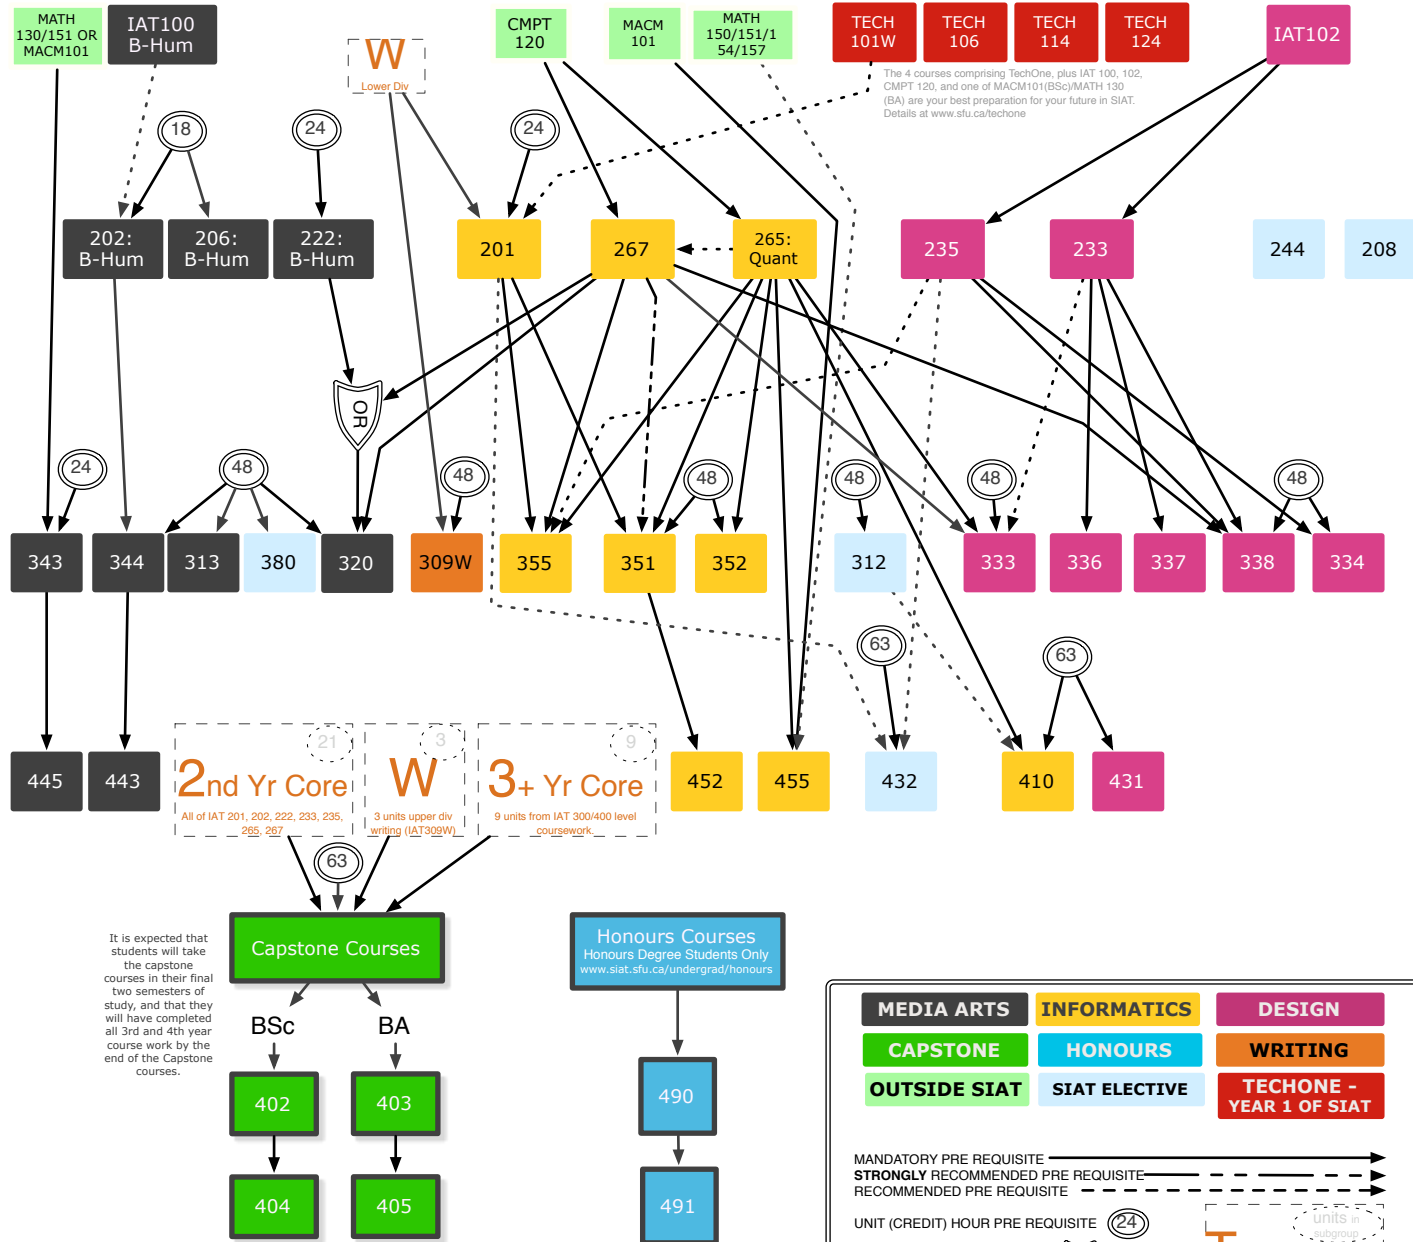 MATH
130/151 OR
MACM101
IAT100
B-Hum
W
Lower Div
CMPT
120
MACM
101
MATH
150/151/1
54/157
TECH
101W
TECH
106
TECH
114
TECH
124
IAT102
The 4 courses comprising TechOne, plus IAT 100, 102,
CMPT 120, and one of MACM101(BSc)/MATH 130
(BA) are your best preparation for your future in SIAT.
Details at www.sfu.ca/techone
18
24
24
202:
B-Hum
206:
B-Hum
222:
B-Hum
201
267
265:
Quant
235
233
244
208
OR
24
48
48
48
48
48
48
343
344
313
380
320
309W
355
351
352
312
333
336
337
338
334
63
63
21
2nd Yr Core
All of IAT 201, 202, 222, 233, 235,
265, 267
3
W
3 units upper div
writing (IAT309W)
9
3+ Yr Core
9 units from IAT 300/400 level
coursework.
445
443
452
455
432
410
431
63
It is expected that
students will take
the capstone
courses in their final
two semesters of
study, and that they
will have completed
all 3rd and 4th year
course work by the
end of the Capstone
courses.
Capstone Courses
BSc
BA
402
403
404
405
Honours Courses
Honours Degree Students Only
www.siat.sfu.ca/undergrad/honours
490
491
MEDIA ARTS
INFORMATICS
DESIGN
CAPSTONE
HONOURS
WRITING
OUTSIDE SIAT
SIAT ELECTIVE
TECHONE -
YEAR 1 OF SIAT
MANDATORY PRE REQUISITE
STRONGLY RECOMMENDED PRE REQUISITE
RECOMMENDED PRE REQUISITE
UNIT (CREDIT) HOUR PRE REQUISITE
24
units in
subgroup